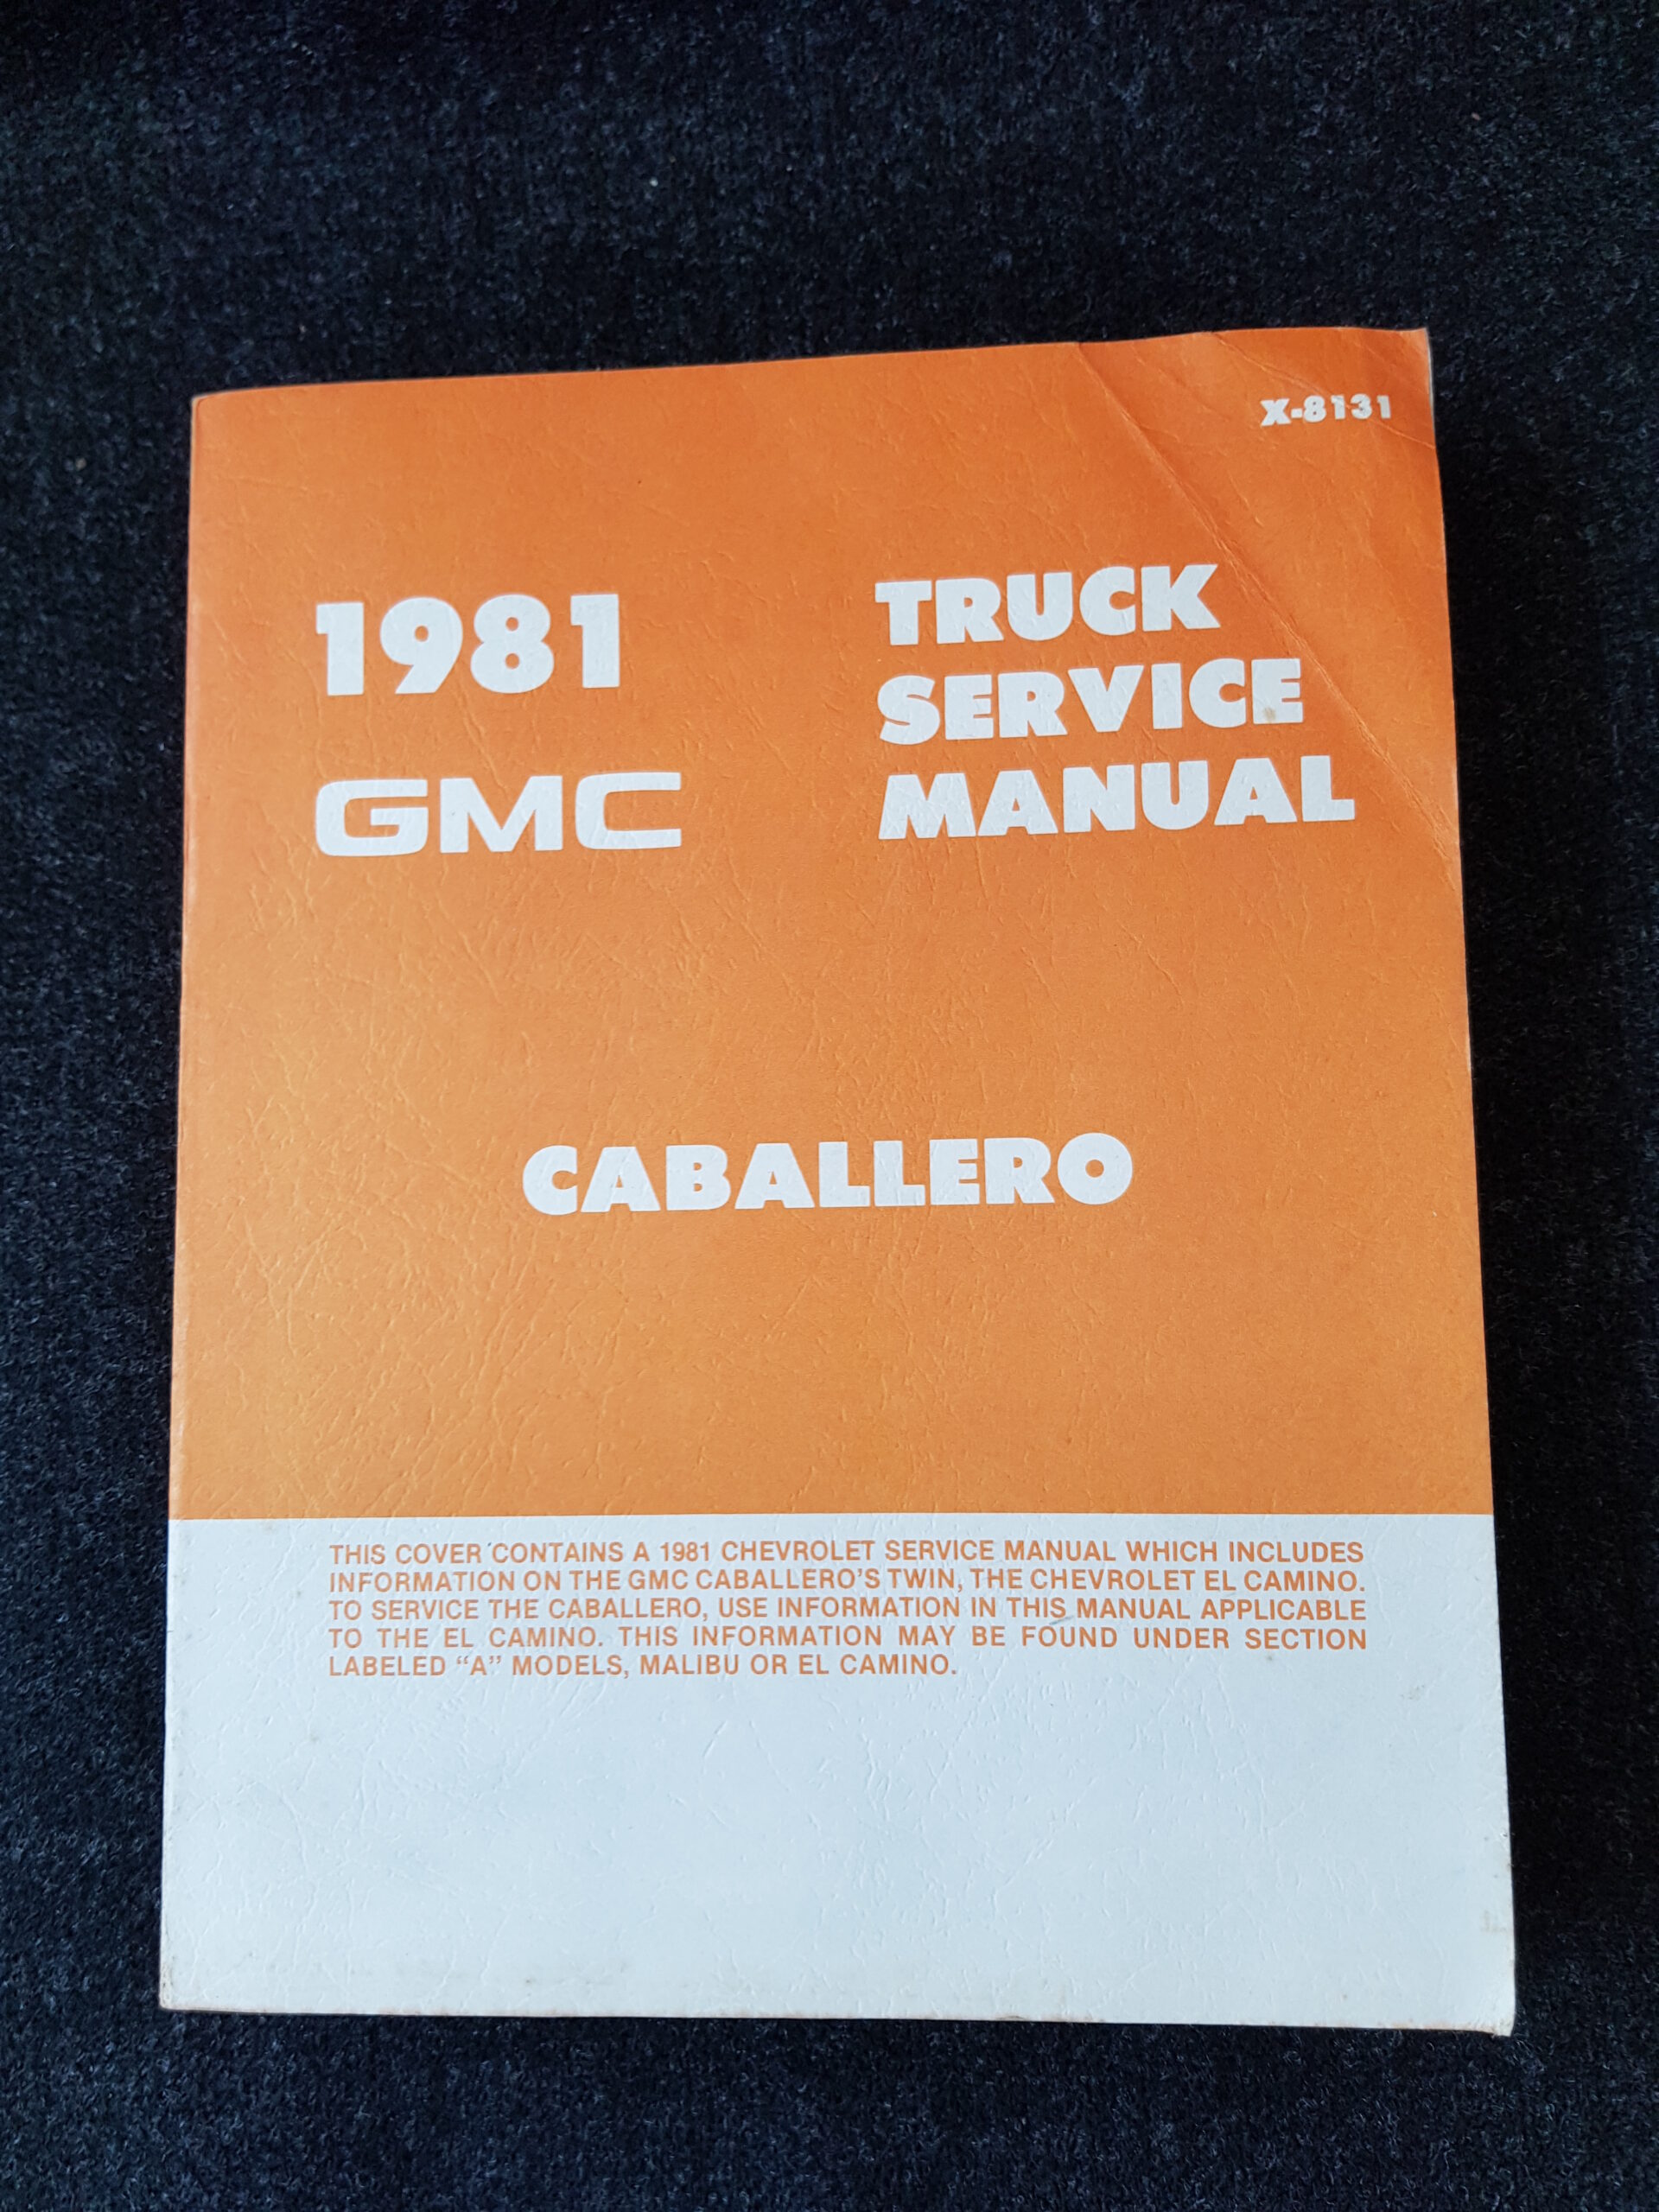 X-8131
1981
GMC
TRUCK
SERVICE
MANUAL
CABALLERO
THIS COVER CONTAINS A 1981 CHEVROLET SERVICE MANUAL WHICH INCLUDES
INFORMATION ON THE GMC CABALLERO'S TWIN, THE CHEVROLET EL CAMINO.
TO SERVICE THE CABALLERO, USE INFORMATION IN THIS MANUAL APPLICABLE
TO THE EL CAMINO. THIS INFORMATION MAY BE FOUND UNDER SECTION
LABELED “A” MODELS, MALIBU OR EL CAMINO.